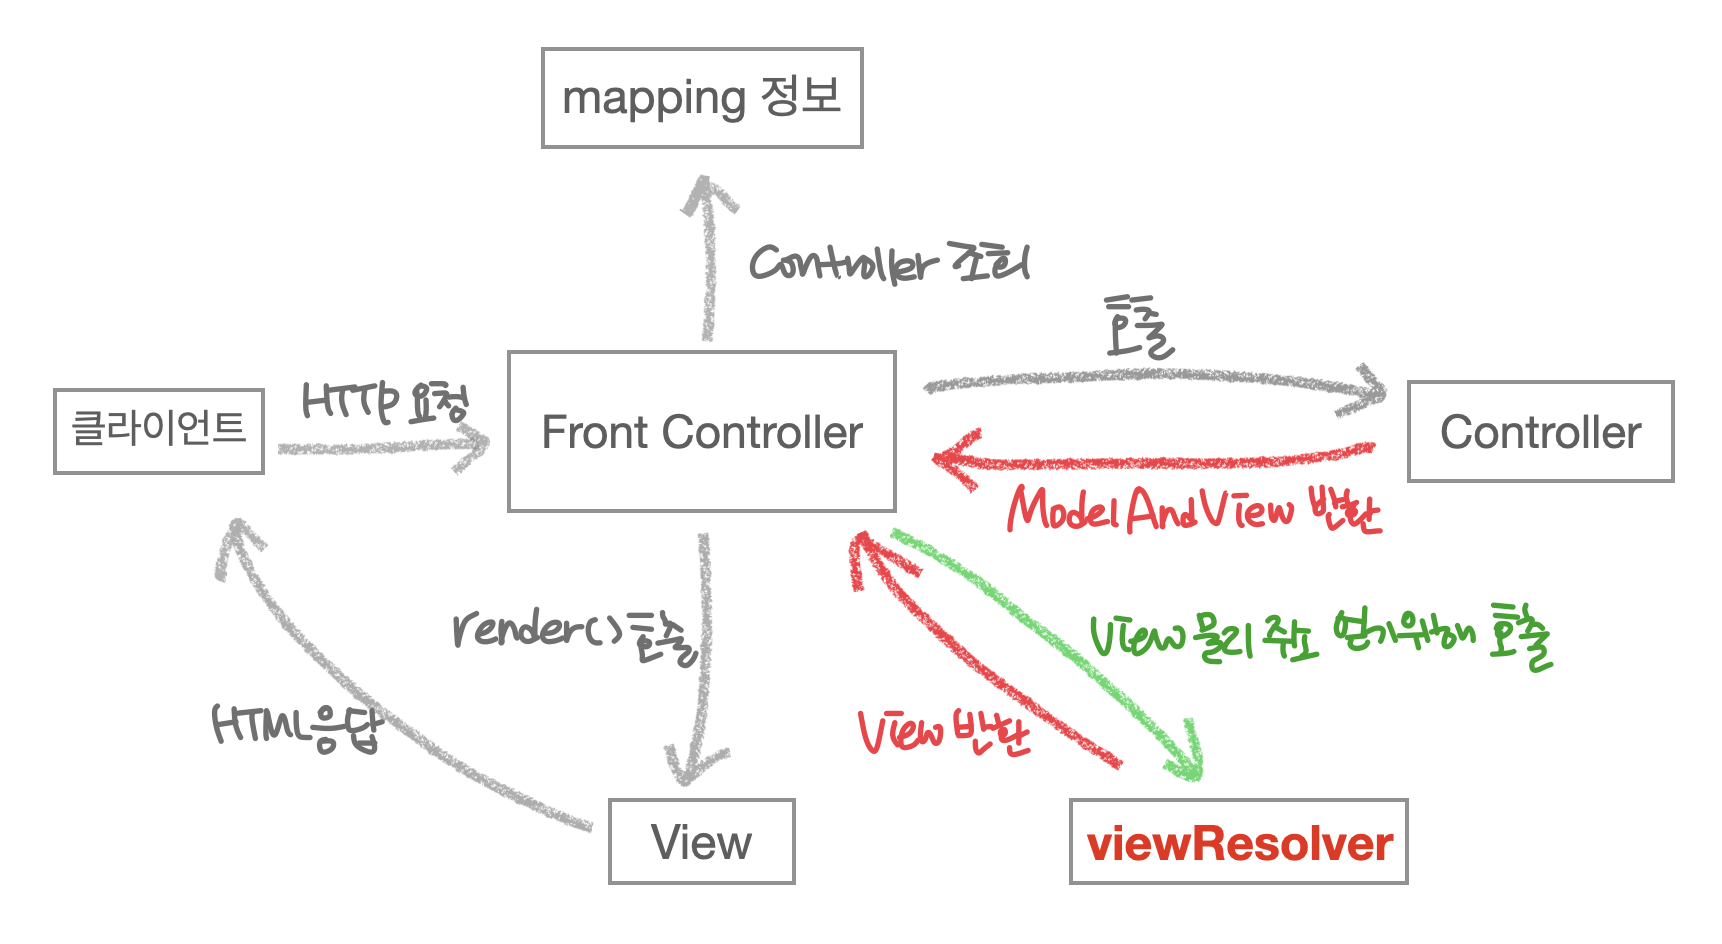 mapping 정보
Controller 조회
호출
클라이언트
HTTP 요청
Front Controller
Controller
ModelAndView 반환
render() 호출
View 물리 주소 얻기위해 호출
HTML응답
View 반환
View
viewResolver